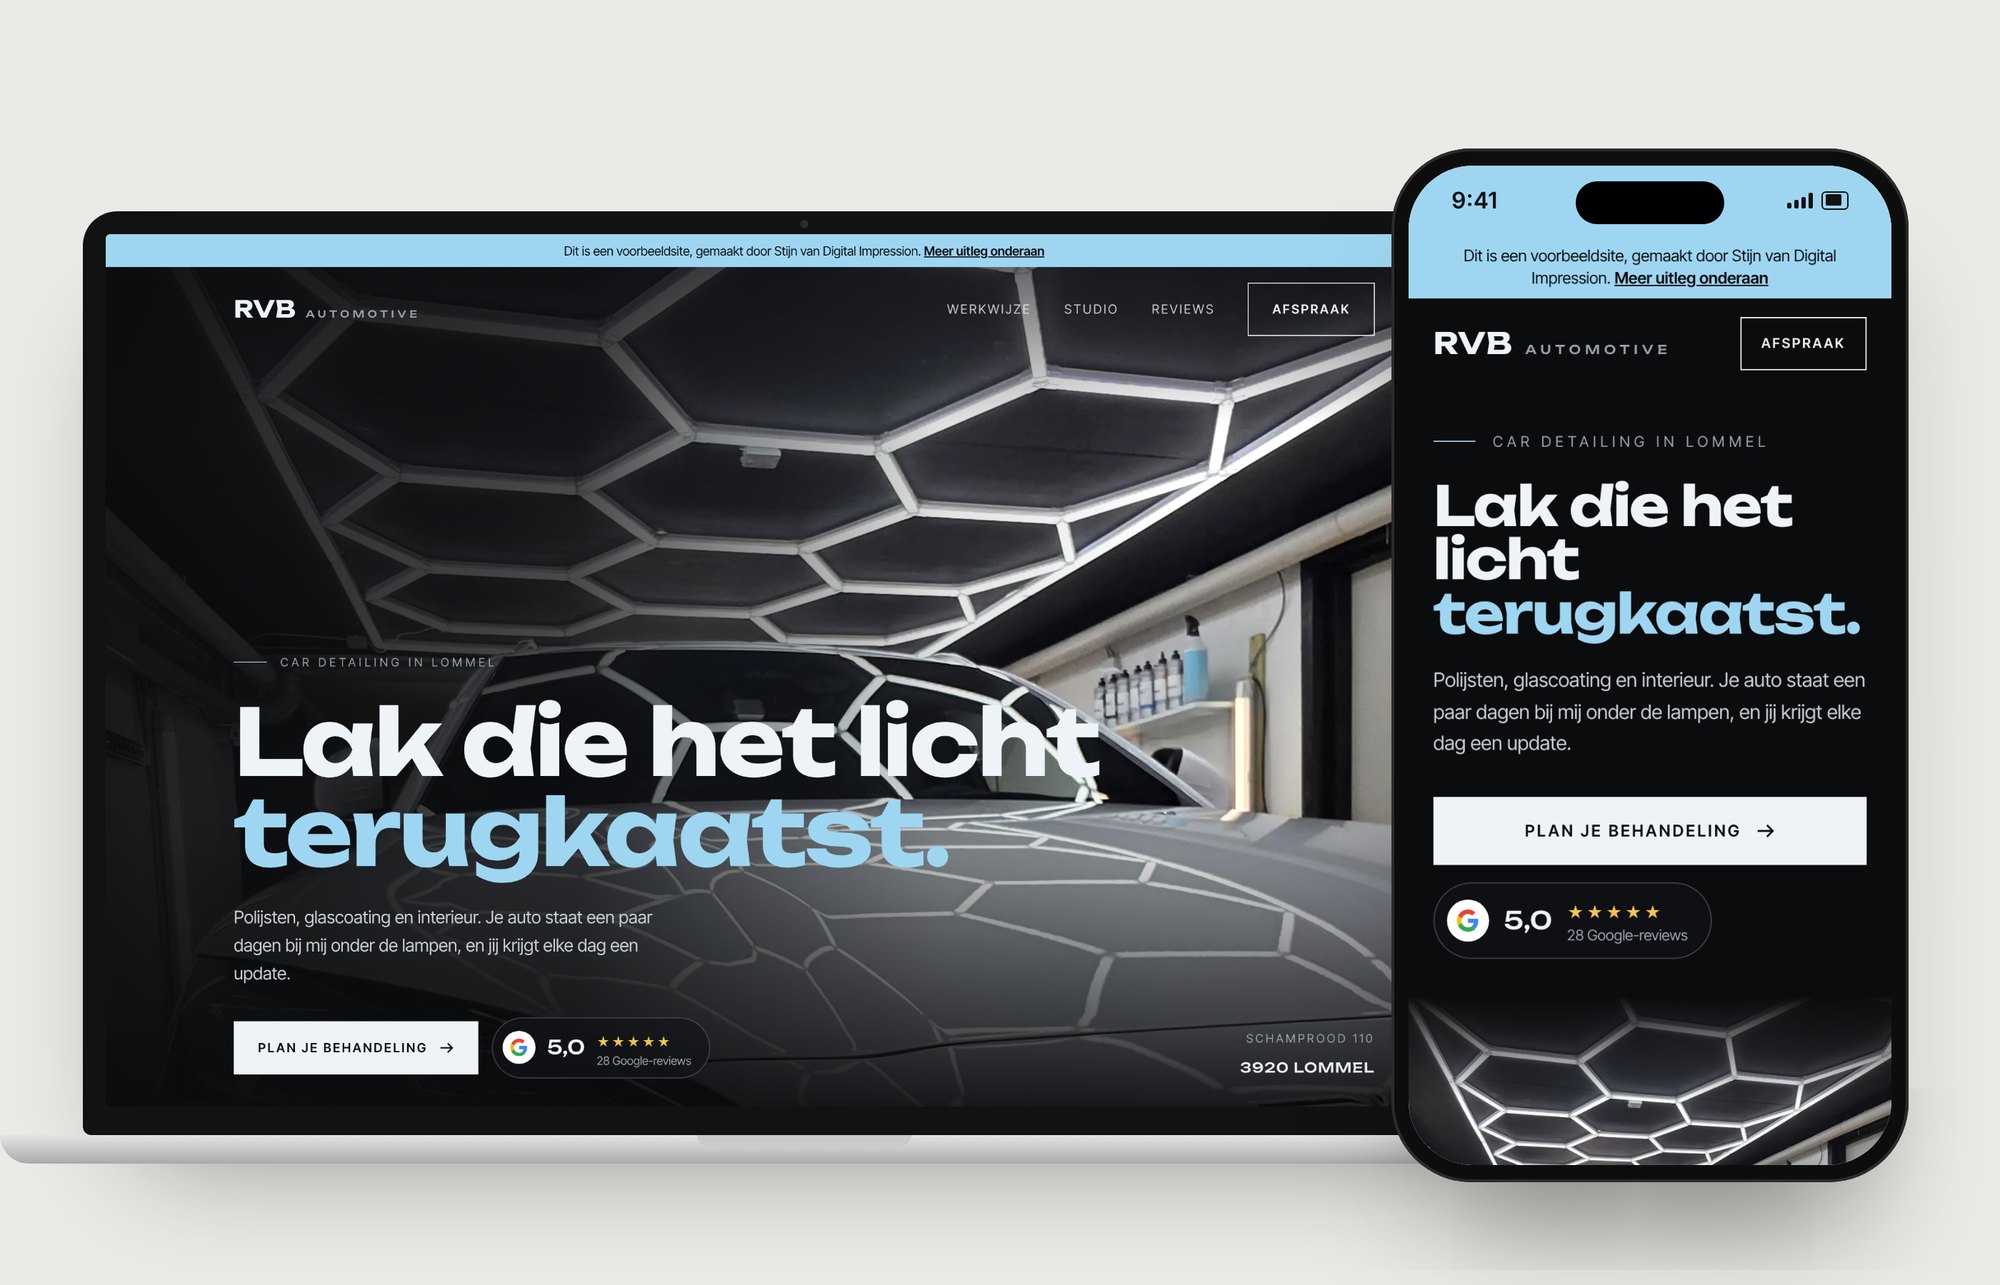 Dit is een voorbeeldsite, gemaakt door Stijn van Digital Impression. Meer uitleg onderaan
RVB AUTOMOTIVE
WERKWIJZE STUDIO REVIEWS AFSPRAAK
CAR DETAILING IN LOMMEL
Lak die het licht
terugkaatst.
Polijsten, glascoating en interieur. Je auto staat een paar
dagen bij mij onder de lampen, en jij krijgt elke dag een
update.
PLAN JE BEHANDELING →
5,0 ★★★★★
28 Google-reviews
SCHAMPROOD 110
3920 LOMMEL
9:41
Dit is een voorbeeldsite, gemaakt door Stijn van Digital
Impression. Meer uitleg onderaan
RVB AUTOMOTIVE
AFSPRAAK
CAR DETAILING IN LOMMEL
Lak die het
licht
terugkaatst.
Polijsten, glascoating en interieur. Je auto staat een
paar dagen bij mij onder de lampen, en jij krijgt elke
dag een update.
PLAN JE BEHANDELING →
5,0 ★★★★★
28 Google-reviews